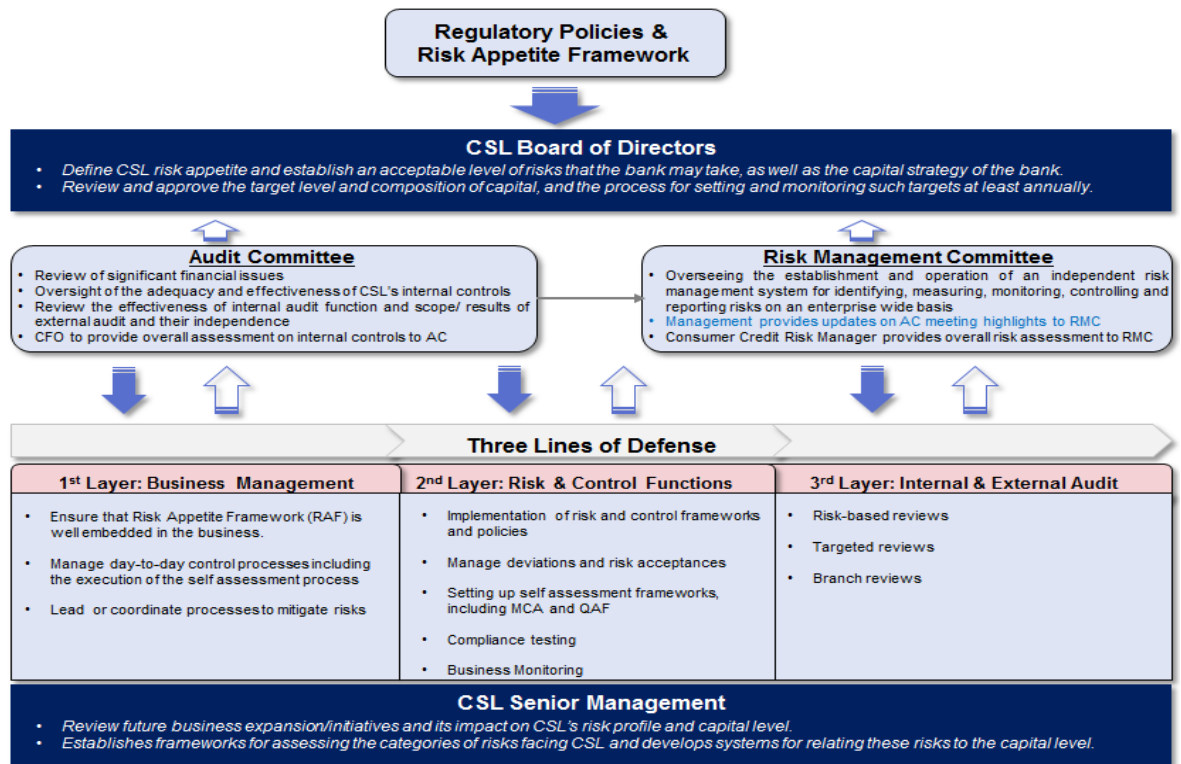 Regulatory Policies &
Risk Appetite Framework
CSL Board of Directors
• Define CSL risk appetite and establish an acceptable level of risks that the bank may take, as well as the capital strategy of the bank.
• Review and approve the target level and composition of capital, and the process for setting and monitoring such targets at least annually.
Audit Committee
• Review of significant financial issues
• Oversight of the adequacy and effectiveness of CSL's internal controls
• Review the effectiveness of internal audit function and scope/ results of
external audit and their independence
• CFO to provide overall assessment on internal controls to AC
Risk Management Committee
• Overseeing the establishment and operation of an independent risk
management system for identifying, measuring, monitoring, controlling and
reporting risks on an enterprise wide basis
• Management provides updates on AC meeting highlights to RMC
• Consumer Credit Risk Manager provides overall risk assessment to RMC
Three Lines of Defense
1st Layer: Business Management
• Ensure that Risk Appetite Framework (RAF) is
well embedded in the business.
• Manage day-to-day control processes including
the execution of the self assessment process
• Lead or coordinate processes to mitigate risks
2nd Layer: Risk & Control Functions
• Implementation of risk and control frameworks
and policies
• Manage deviations and risk acceptances
• Setting up self assessment frameworks,
including MCA and QAF
• Compliance testing
• Business Monitoring
3rd Layer: Internal & External Audit
• Risk-based reviews
• Targeted reviews
• Branch reviews
CSL Senior Management
• Review future business expansion/initiatives and its impact on CSL's risk profile and capital level.
• Establishes frameworks for assessing the categories of risks facing CSL and develops systems for relating these risks to the capital level.